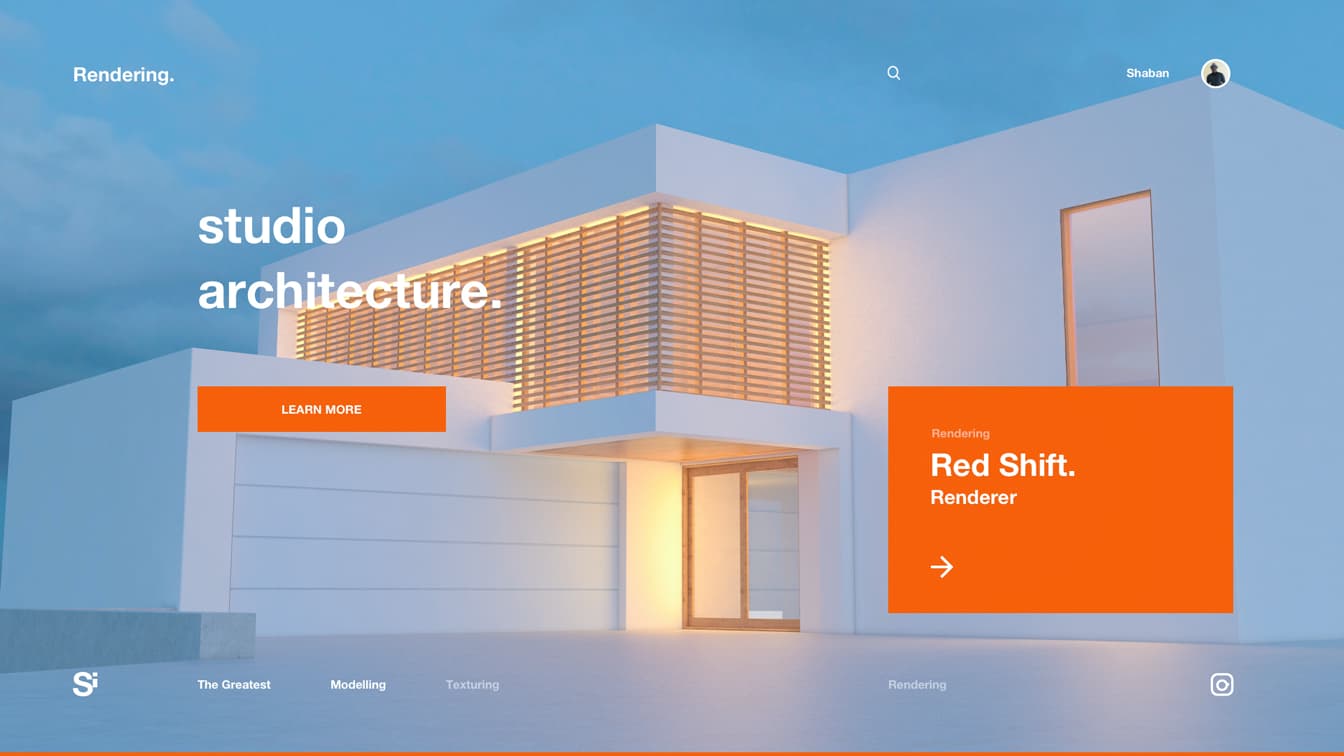 Rendering.
Shaban
studio
architecture.
LEARN MORE
Rendering
Red Shift.
Renderer
Si
The Greatest
Modelling
Texturing
Rendering